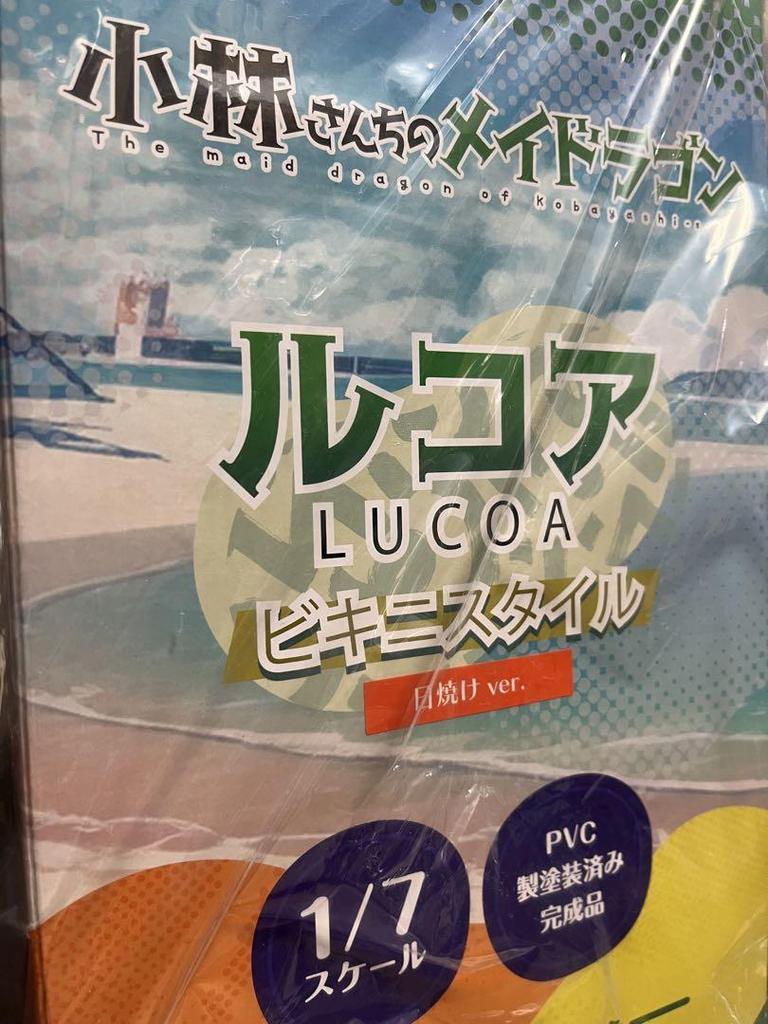 小林さんちのメイドラゴン
The maid dragon of Kobayashi-s
ルコア
LUCOA
ビキニスタイル
日焼け ver.
1/7
スケール
PVC
製塗装済み
完成品